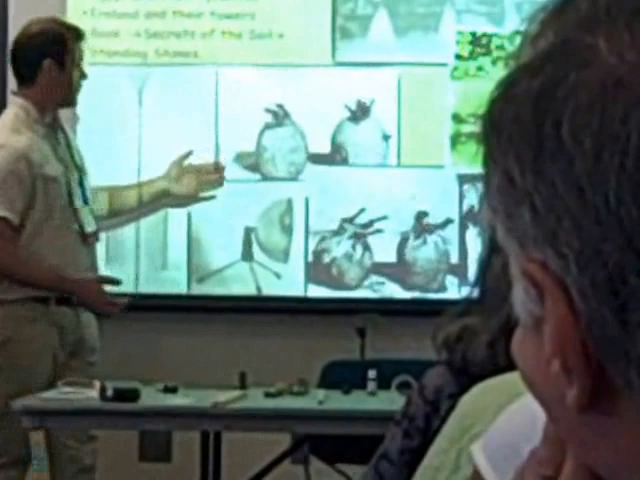 •Ireland and their towers
•Book → Secrets of the Soil •
Standing Stones